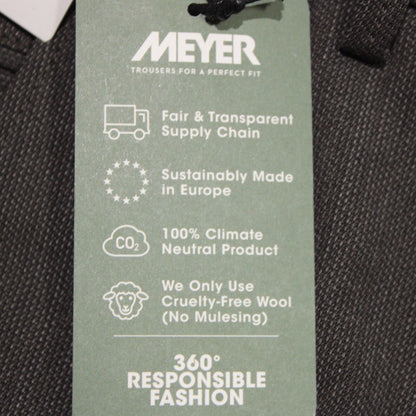 MEYER
TROUSERS FOR A PERFECT FIT
Fair & Transparent
Supply Chain
Sustainably Made
in Europe
CO2
100% Climate
Neutral Product
We Only Use
Cruelty-Free Wool
(No Mulesing)
360°
RESPONSIBLE
FASHION